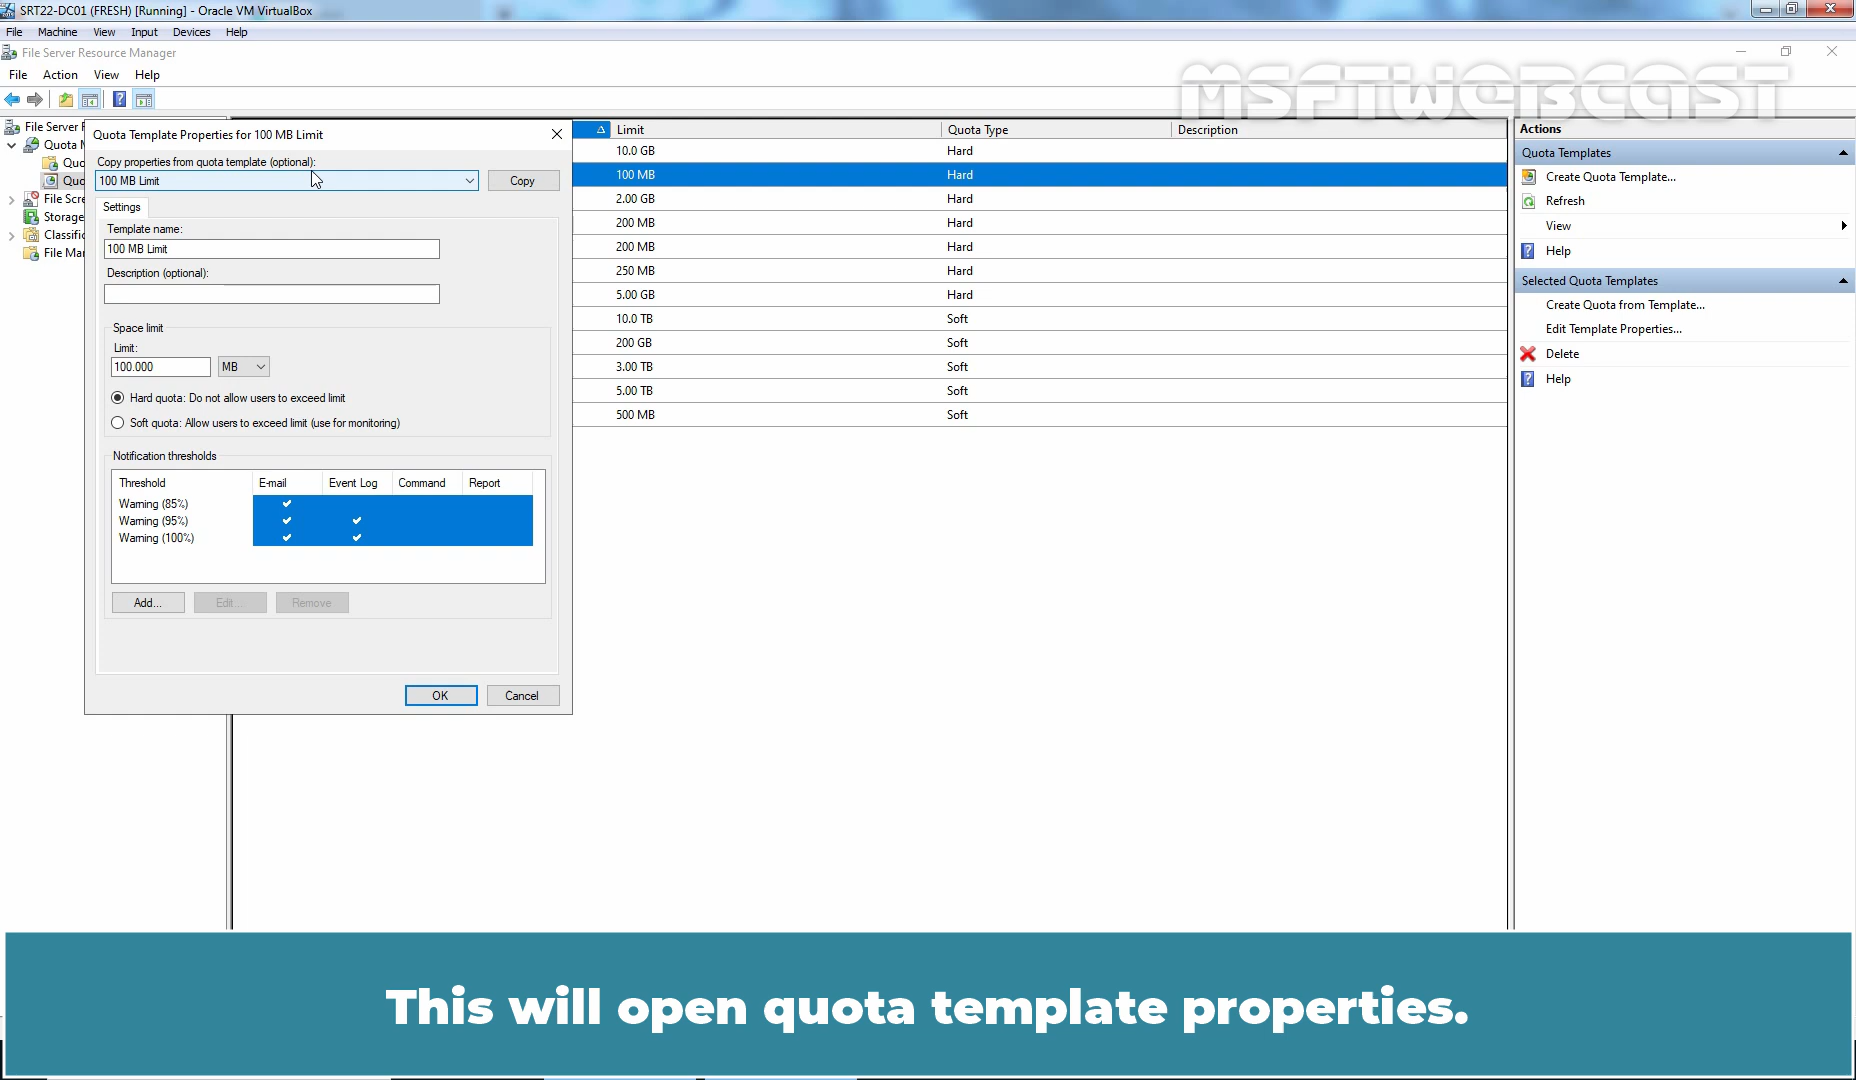 SRT22-DC01 (FRESH) [Running] - Oracle VM VirtualBox
File Machine View Input Devices Help
File Server Resource Manager
MSFTWEBCAST
File Action View Help
File Server
Quota
Quo
Quo
File Scre
Storage
Classific
File Mar
Quota Template Properties for 100 MB Limit
Copy properties from quota template (optional):
100 MB Limit
Copy
Settings
Template name:
100 MB Limit
Description (optional):
Space limit
Limit:
100.000 MB
Hard quota: Do not allow users to exceed limit
Soft quota: Allow users to exceed limit (use for monitoring)
Notification thresholds
Threshold E-mail Event Log Command Report
Warning (85%)
Warning (95%)
Warning (100%)
Add... Edit... Remove
OK Cancel
Limit Quota Type Description
10.0 GB Hard
100 MB Hard
2.00 GB Hard
200 MB Hard
200 MB Hard
250 MB Hard
5.00 GB Hard
10.0 TB Soft
200 GB Soft
3.00 TB Soft
5.00 TB Soft
500 MB Soft
Actions
Quota Templates
Create Quota Template...
Refresh
View
Help
Selected Quota Templates
Create Quota from Template...
Edit Template Properties...
Delete
Help
This will open quota template properties.